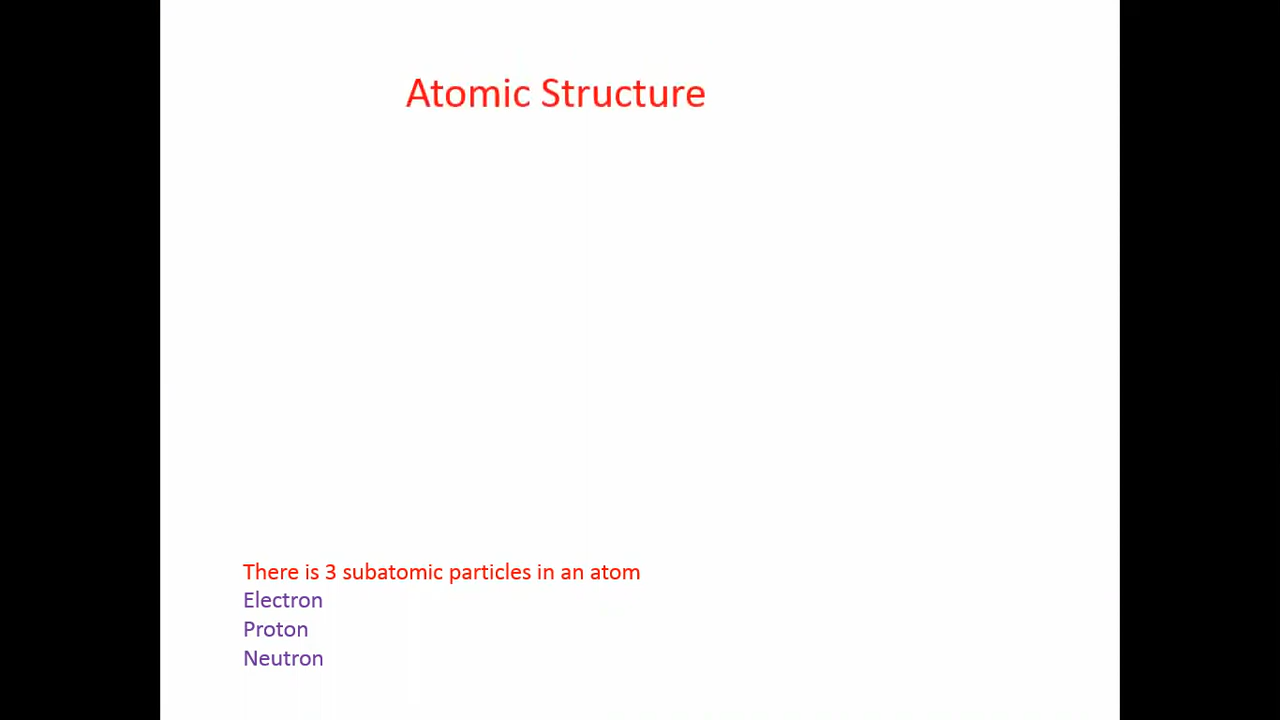 Atomic Structure
There is 3 subatomic particles in an atom
Electron
Proton
Neutron